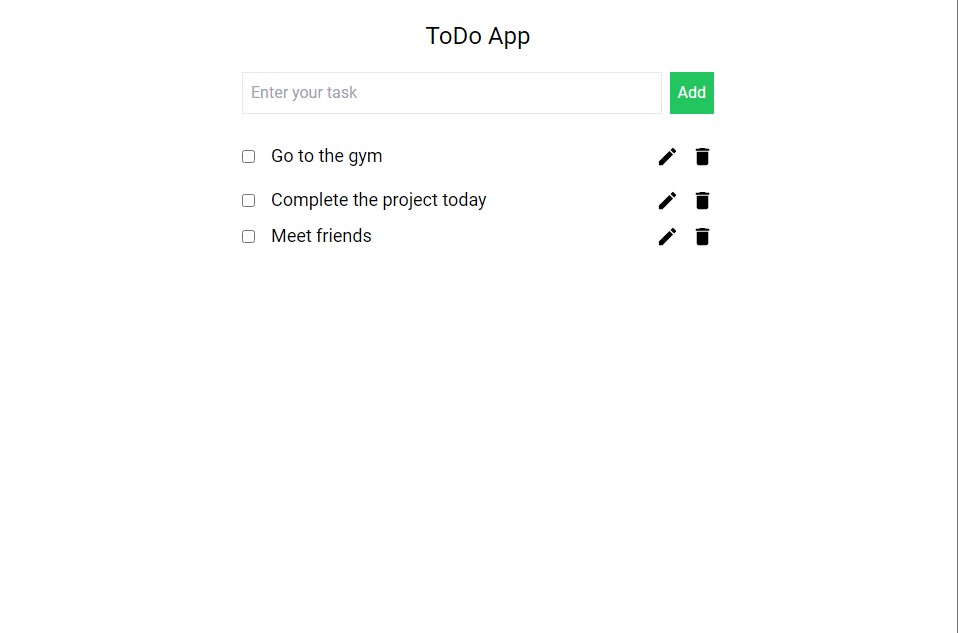 ToDo App
Enter your task
Add
Go to the gym
Complete the project today
Meet friends